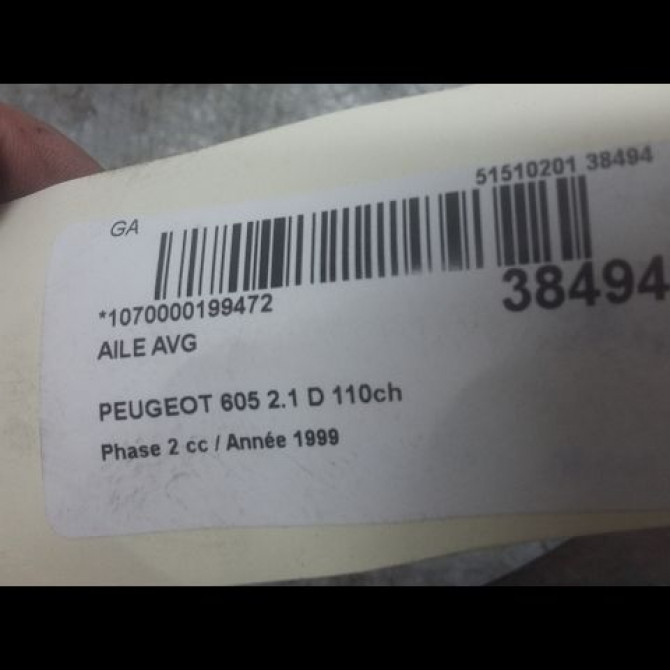 51510201 38494
GA
*1070000199472
38494
AILE AVG
PEUGEOT 605 2.1 D 110ch
Phase 2 cc / Année 1999